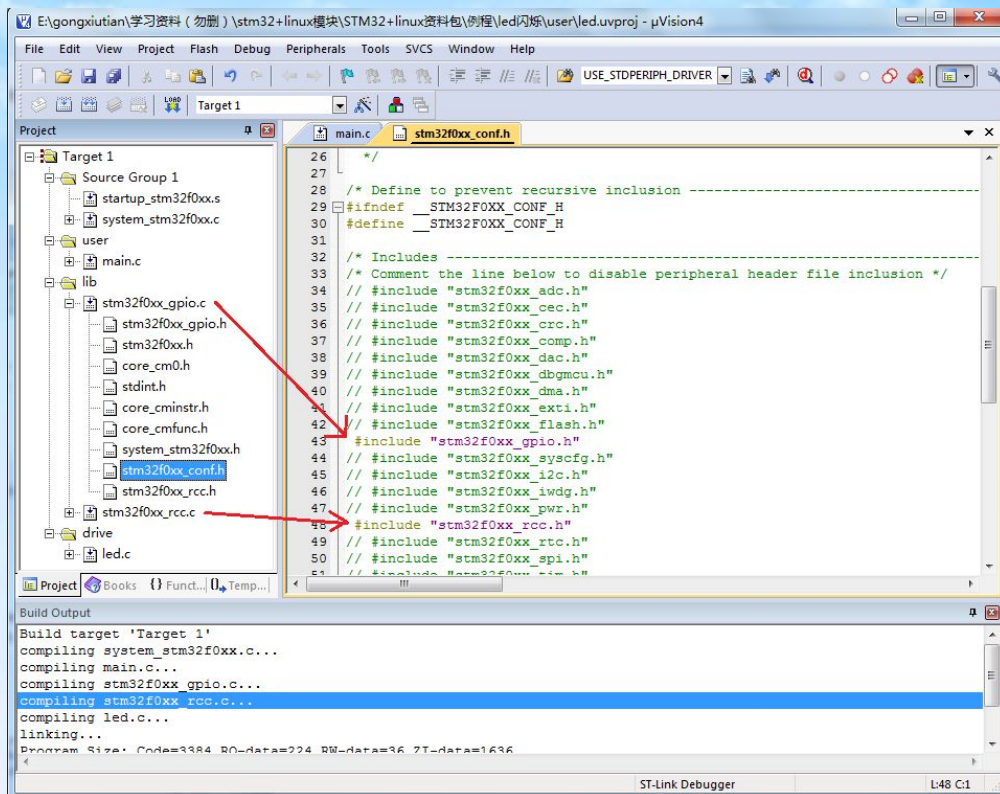 E:\gongxiutian\学习资料（勿删）\stm32+linux模块\STM32+linux资料包\例程\led闪烁\user\led.uvproj - µVision4
File Edit View Project Flash Debug Peripherals Tools SVCS Window Help
USE_STDPERIPH_DRIVER
LOAD
Target 1
Project
Target 1
Source Group 1
startup_stm32f0xx.s
system_stm32f0xx.c
user
main.c
lib
stm32f0xx_gpio.c
stm32f0xx_gpio.h
stm32f0xx.h
core_cm0.h
stdint.h
core_cminstr.h
core_cmfunc.h
system_stm32f0xx.h
stm32f0xx_conf.h
stm32f0xx_rcc.h
stm32f0xx_rcc.c
drive
led.c
Project Books {} Funct... 0 Temp...
main.c stm32f0xx_conf.h
26 */
27
28 /* Define to prevent recursive inclusion -----------------------------------
29 #ifndef __STM32F0XX_CONF_H
30 #define __STM32F0XX_CONF_H
31
32 /* Includes ----------------------------------------------------------------
33 /* Comment the line below to disable peripheral header file inclusion */
34 // #include "stm32f0xx_adc.h"
35 // #include "stm32f0xx_cec.h"
36 // #include "stm32f0xx_crc.h"
37 // #include "stm32f0xx_comp.h"
38 // #include "stm32f0xx_dac.h"
39 // #include "stm32f0xx_dbgmcu.h"
40 // #include "stm32f0xx_dma.h"
41 // #include "stm32f0xx_exti.h"
42 // #include "stm32f0xx_flash.h"
43 #include "stm32f0xx_gpio.h"
44 // #include "stm32f0xx_syscfg.h"
45 // #include "stm32f0xx_i2c.h"
46 // #include "stm32f0xx_iwdg.h"
47 // #include "stm32f0xx_pwr.h"
48 #include "stm32f0xx_rcc.h"
49 // #include "stm32f0xx_rtc.h"
50 // #include "stm32f0xx_spi.h"
51 // #include "stm32f0xx_tim.h"
Build Output
Build target 'Target 1'
compiling system_stm32f0xx.c...
compiling main.c...
compiling stm32f0xx_gpio.c...
compiling stm32f0xx_rcc.c...
compiling led.c...
linking...
Program Size: Code=3384 RO-data=224 RW-data=36 ZI-data=1636
ST-Link Debugger L:48 C:1